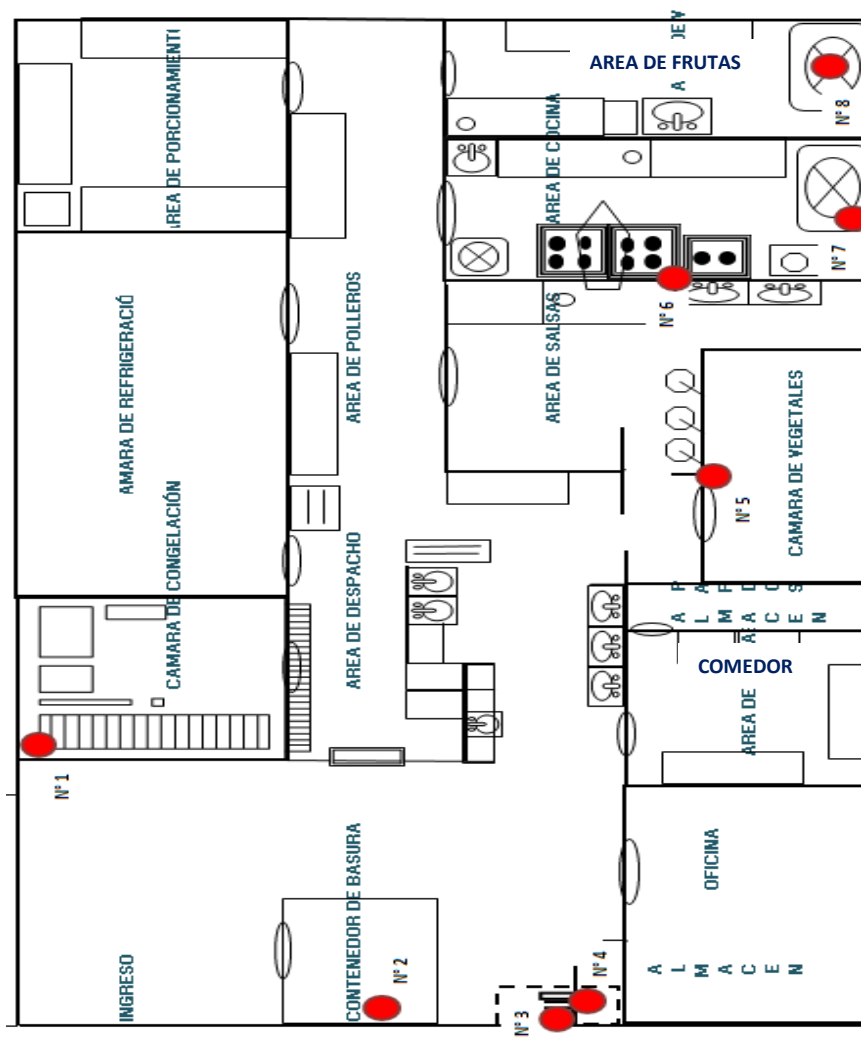 AREA DE PORCIONAMIENTO
AREA DE FRUTAS
N° 8
AREA DE COCINA
N° 7
AMARA DE REFRIGERACIÓ
AREA DE POLLEROS
AREA DE SALSAS
N° 6
CAMARA DE VEGETALES
N° 5
CAMARA DE CONGELACIÓN
AREA DE DESPACHO
COMEDOR
AREA DE
N° 1
OFICINA
ALMACEN
INGRESO
CONTENEDOR DE BASURA
N° 2
N° 3
N° 4